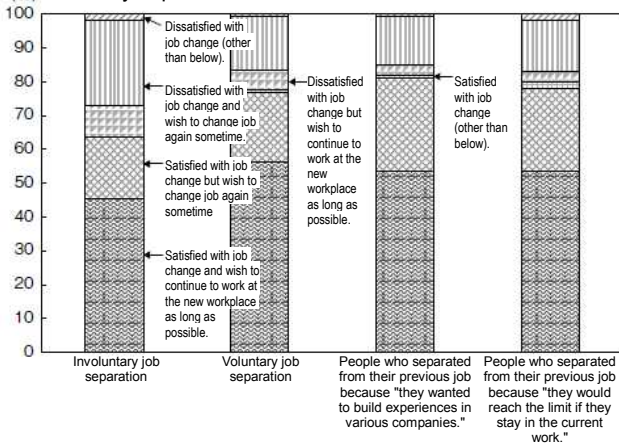 100
90
80
70
60
50
40
30
20
10
0
Dissatisfied with
job change (other
than below).
Dissatisfied with
job change and
wish to change job
again sometime.
Satisfied with job
change but wish to
change job again
sometime
Satisfied with job
change and wish to
continue to work at
the new workplace
as long as
possible.
Dissatisfied
with job
change but
wish to
continue to
work at the
new
workplace
as long as
possible.
Satisfied
with job
change
(other than
below).
Involuntary job
separation
Voluntary job
separation
People who separated
from their previous job
because "they wanted
to build experiences in
various companies."
People who separated
from their previous job
because "they would
reach the limit if they
stay in the current
work."